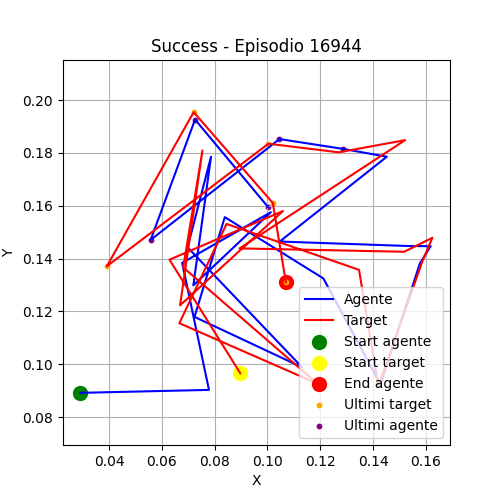 Success - Episodio 16944
Y
0.20
0.18
0.16
0.14
0.12
0.10
0.08
0.04
0.06
0.08
0.10
0.12
0.14
0.16
X
Agente
Target
Start agente
Start target
End agente
Ultimi target
Ultimi agente